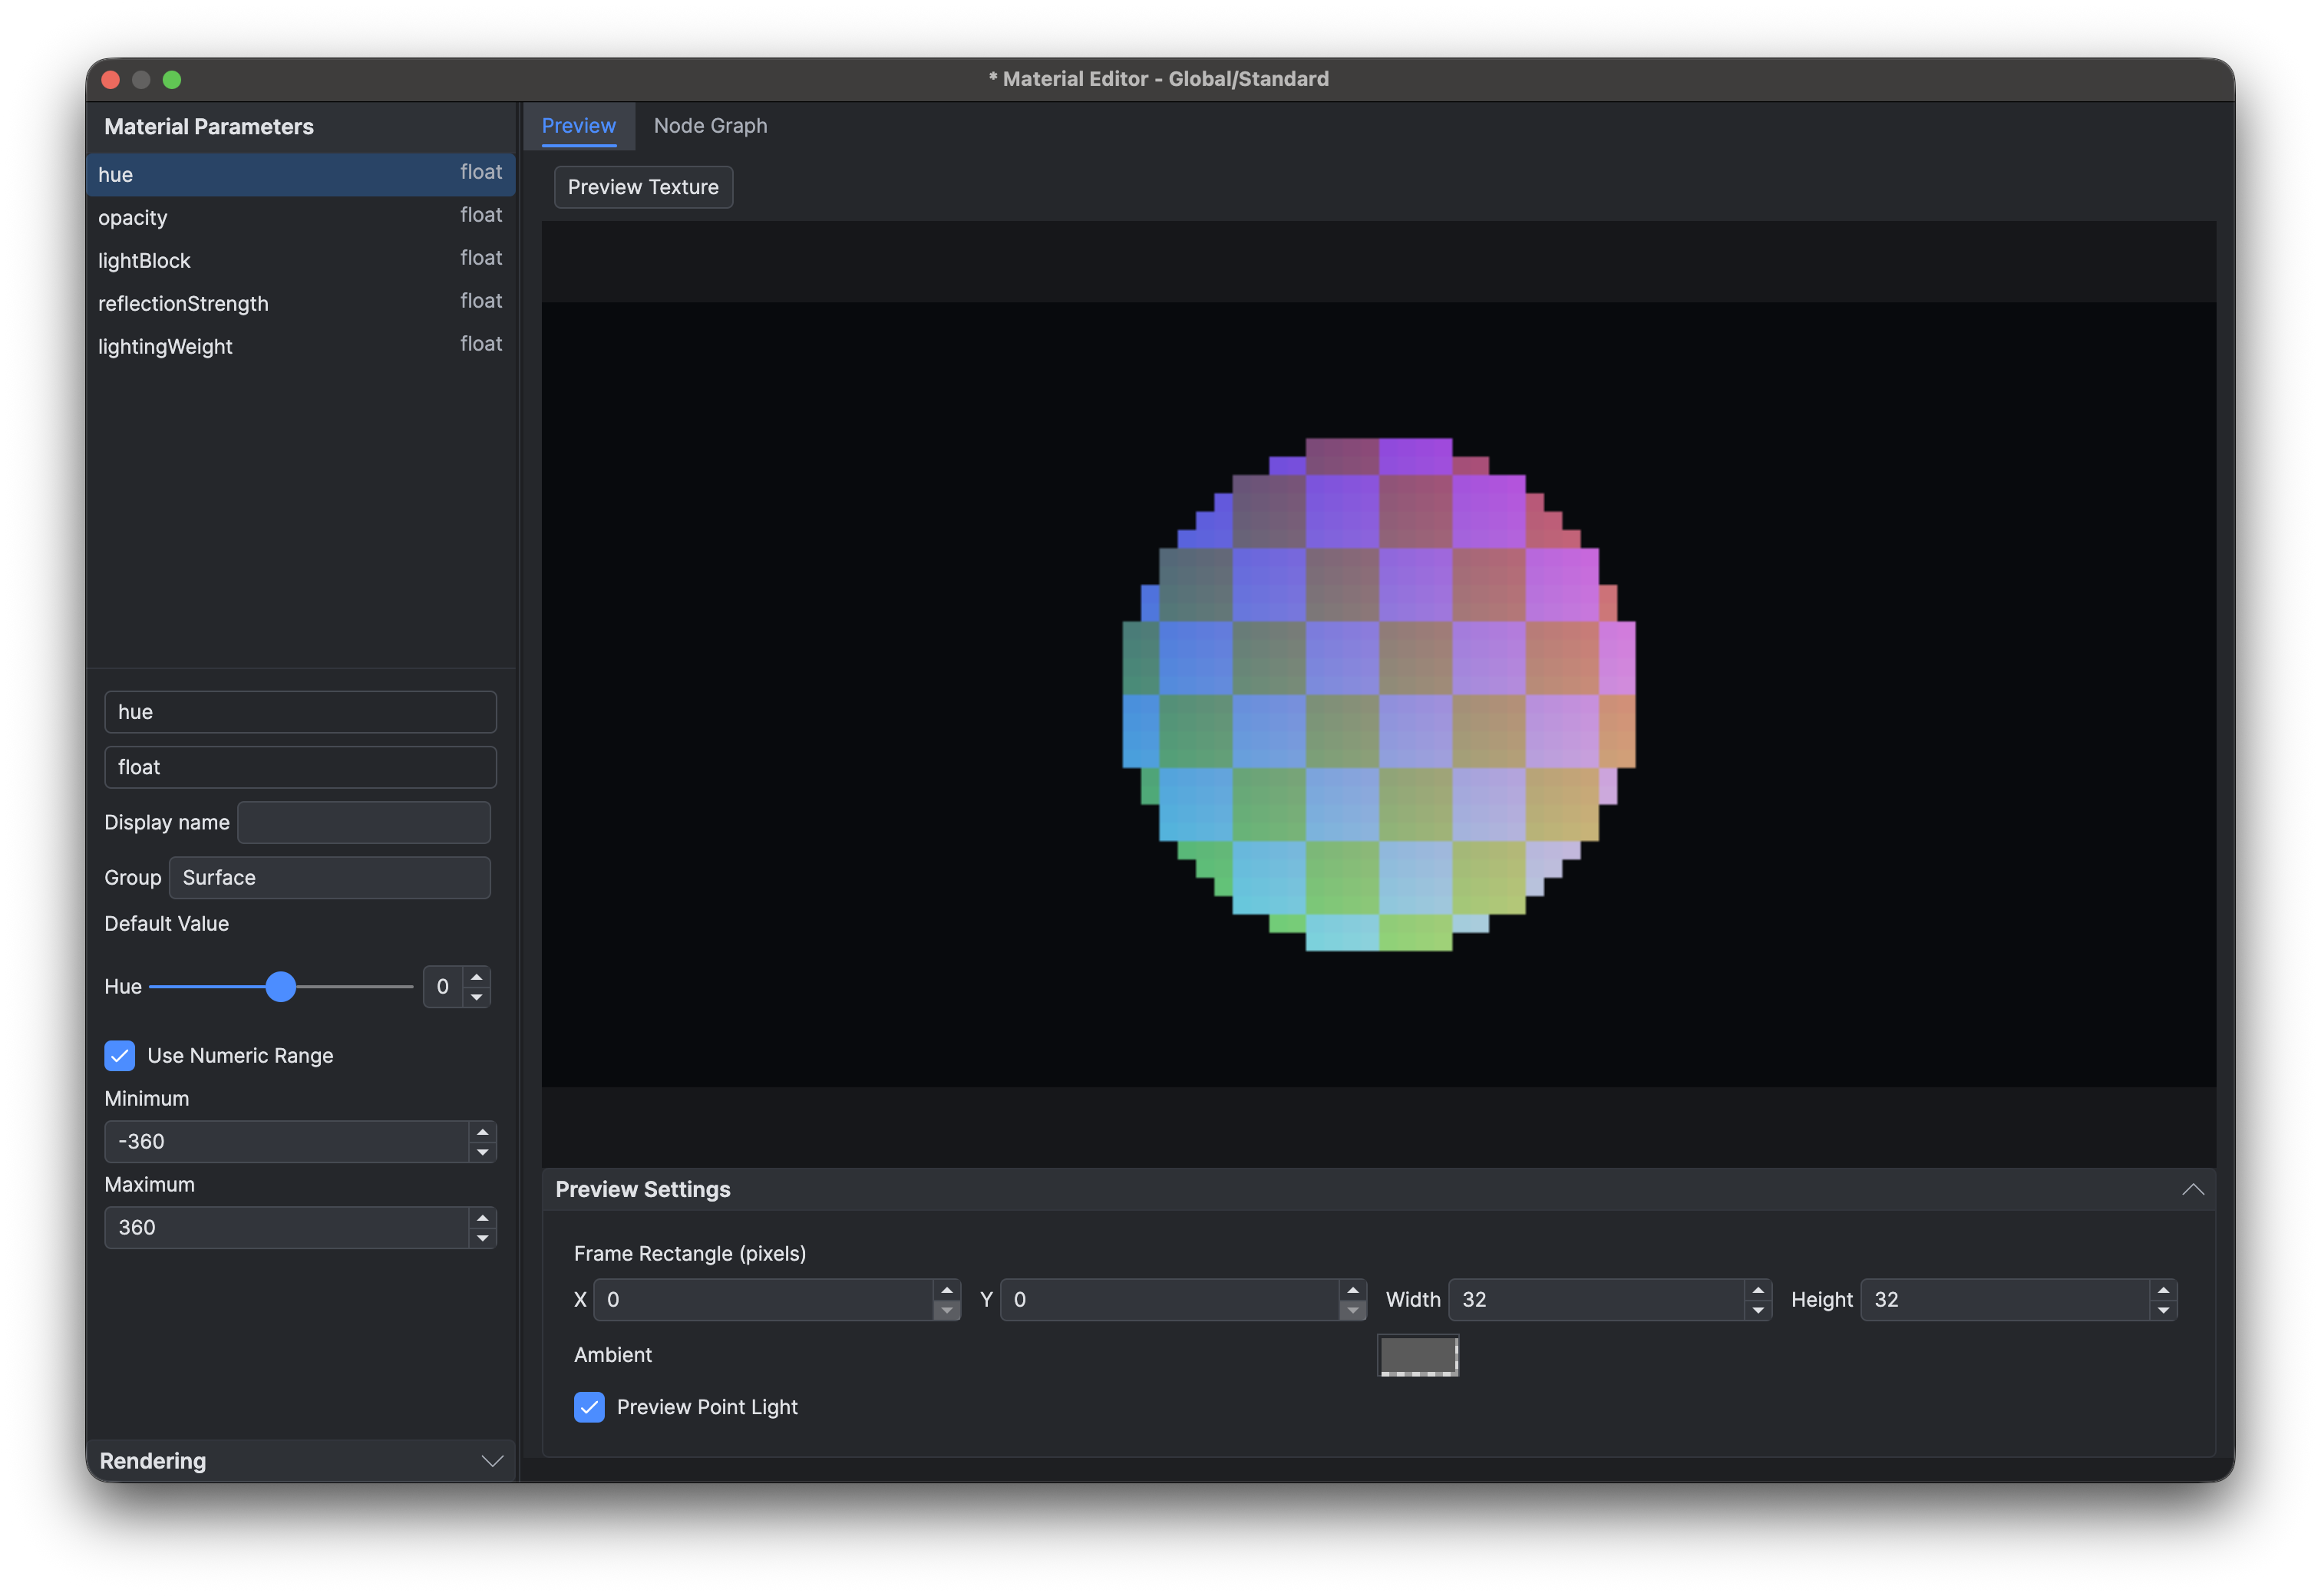 * Material Editor - Global/Standard
Material Parameters
hue float
opacity float
lightBlock float
reflectionStrength float
lightingWeight float
hue
float
Display name
Group Surface
Default Value
Hue 0
Use Numeric Range
Minimum
-360
Maximum
360
Rendering
Preview Node Graph
Preview Texture
Preview Settings
Frame Rectangle (pixels)
X 0 Y 0 Width 32 Height 32
Ambient
Preview Point Light